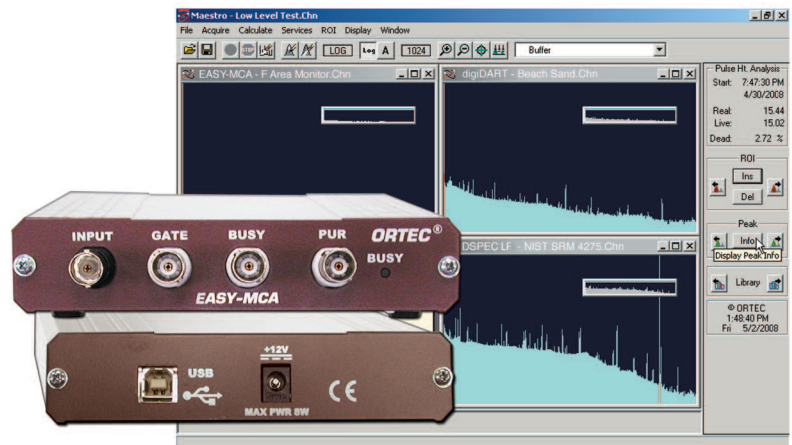 Maestro - Low Level Test.Chn
File Acquire Calculate Services ROI Display Window
STOP LOG Log A 1024 Buffer
EASY-MCA - F Area Monitor.Chn
digiDART - Beach Sand.Chn
DSPEC LF - NIST SRM 4275.Chn
Pulse Ht. Analysis
Start: 7:47:30 PM
4/30/2008
Real: 15.44
Live: 15.02
Dead: 2.72 %
ROI
Ins
Del
Peak
Info
Display Peak Info
Library
© ORTEC
1:48:40 PM
Fri 5/2/2008
INPUT GATE BUSY PUR ORTEC®
BUSY
EASY-MCA
USB
+12V
MAX PWR 8W
CE